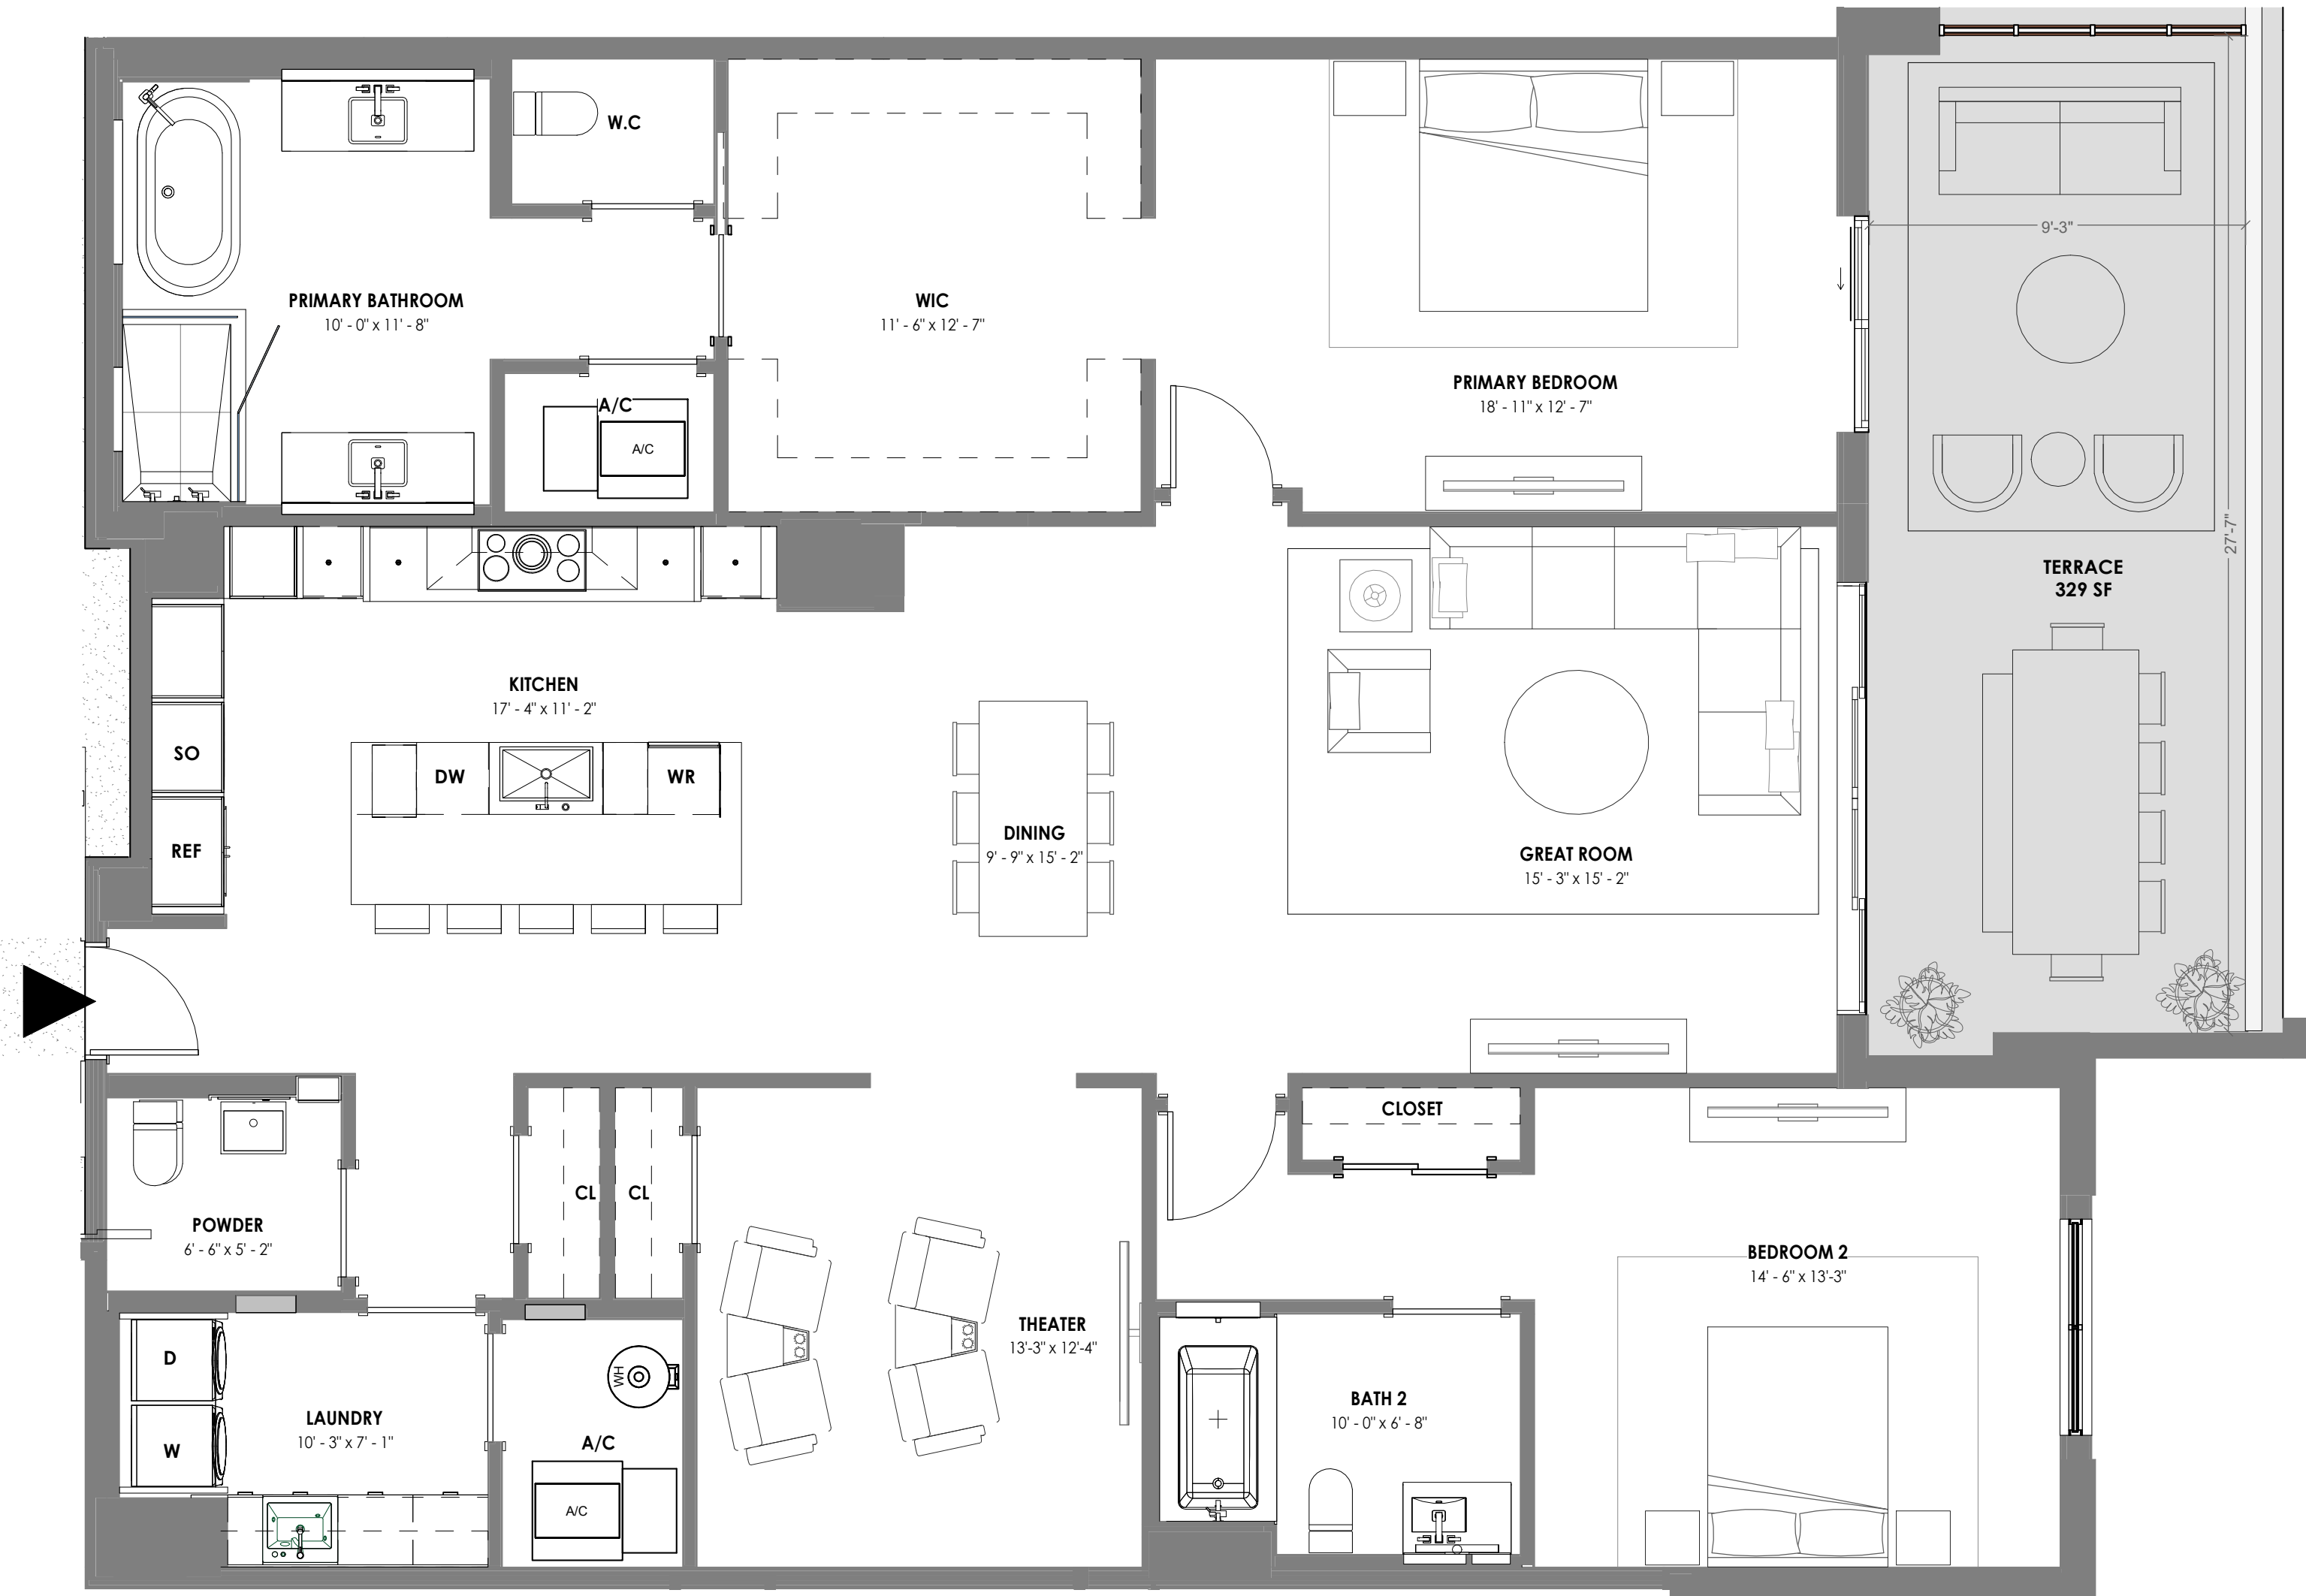 W.C
PRIMARY BATHROOM
10' - 0" x 11' - 8"
WIC
11' - 6" x 12' - 7"
A/C
A/C
PRIMARY BEDROOM
18' - 11" x 12' - 7"
9'-3"
27'-7"
TERRACE
329 SF
KITCHEN
17' - 4" x 11' - 2"
SO
DW
WR
REF
DINING
9' - 9" x 15' - 2"
GREAT ROOM
15' - 3" x 15' - 2"
CLOSET
CL
CL
POWDER
6' - 6" x 5' - 2"
BEDROOM 2
14' - 6" x 13'-3"
THEATER
13'-3" x 12'-4"
D
W
LAUNDRY
10' - 3" x 7' - 1"
WH
A/C
A/C
BATH 2
10' - 0" x 6' - 8"